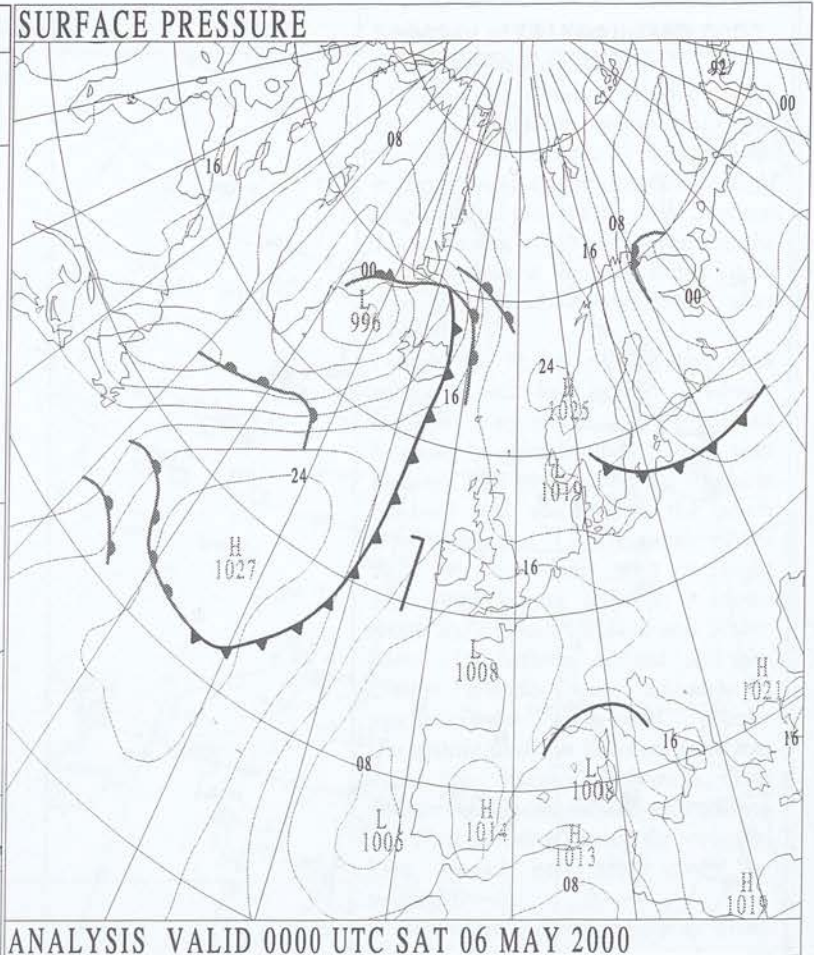 SURFACE PRESSURE
92
00
08
16
08
16
00
L
996
00
24
H
1025
16
24
L
1019
H
1027
16
L
1008
H
1021
16
16
08
L
1008
L
1006
H
1014
H
1013
08
H
1019
ANALYSIS VALID 0000 UTC SAT 06 MAY 2000